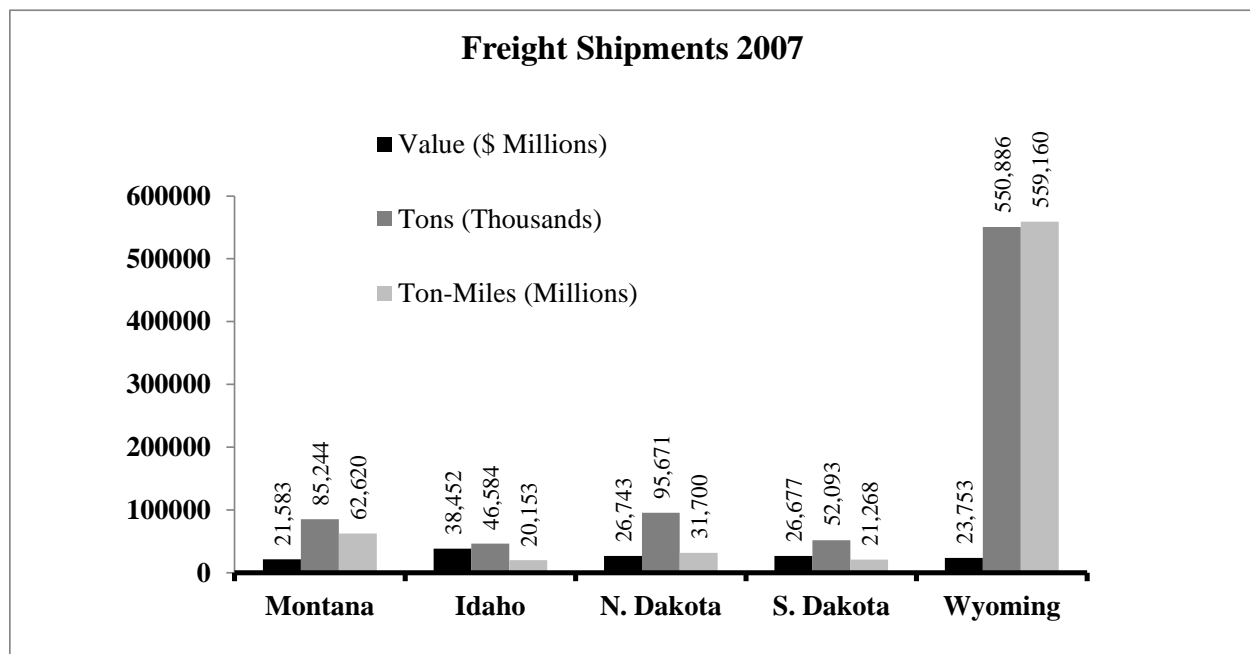 Freight Shipments 2007
Value ($ Millions)
Tons (Thousands)
Ton-Miles (Millions)
600000
500000
400000
300000
200000
100000
0
21,583
85,244
62,620
38,452
46,584
20,153
26,743
95,671
31,700
26,677
52,093
21,268
23,753
550,886
559,160
Montana
Idaho
N. Dakota
S. Dakota
Wyoming